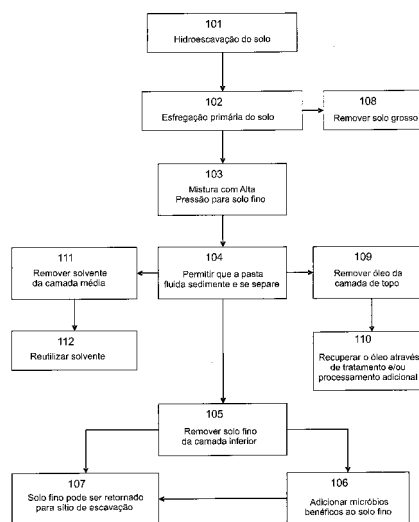 101
Hidroescavação do solo
102
Esfregação primária do solo
108
Remover solo grosso
103
Mistura com Alta
Pressão para solo fino
111
Remover solvente
da camada média
104
Permitir que a pasta
fluida sedimente e se separe
109
Remover óleo da
camada de topo
112
Reutilizar solvente
110
Recuperar o óleo através
de tratamento e/ou
processamento adicional
105
Remover solo fino
da camada inferior
107
Solo fino pode ser retornado
para sítio de escavação
106
Adicionar micróbios
benéficos ao solo fino